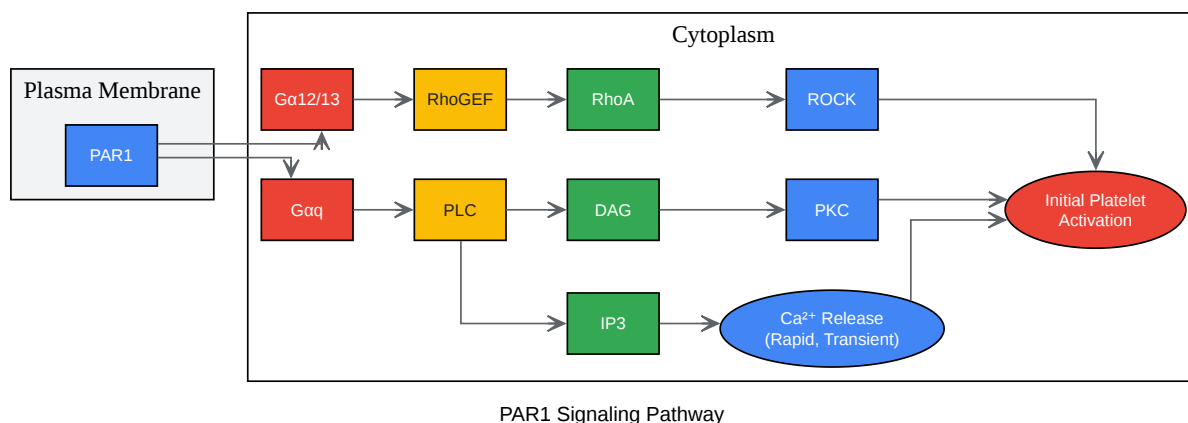 Cytoplasm
Plasma Membrane
PAR1
Gα12/13
RhoGEF
RhoA
ROCK
Gαq
PLC
DAG
PKC
Initial Platelet
Activation
IP3
Ca²⁺ Release
(Rapid, Transient)
PAR1 Signaling Pathway